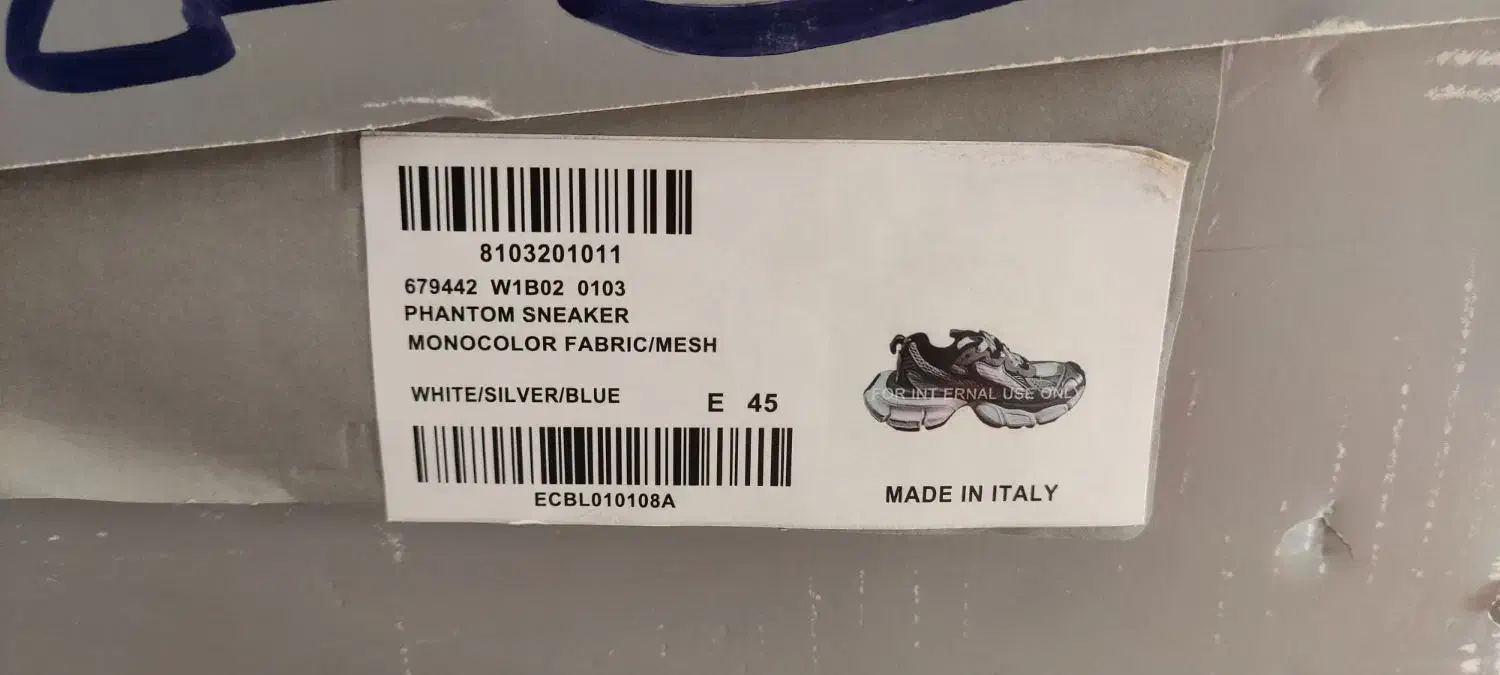 8103201011
679442 W1B02 0103
PHANTOM SNEAKER
MONOCOLOR FABRIC/MESH
WHITE/SILVER/BLUE
E 45
FOR INTERNAL USE ONLY
ECBL010108A
MADE IN ITALY